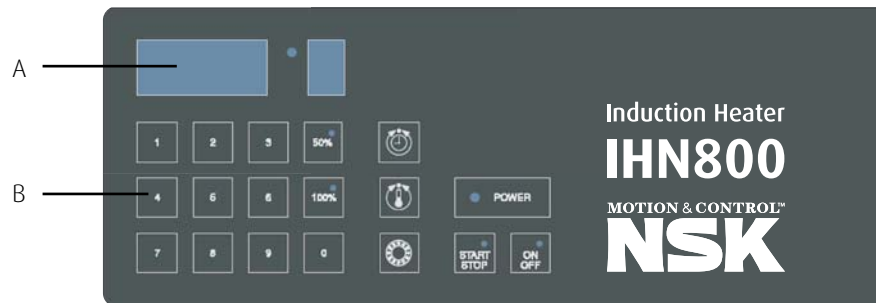 A
B
1 2 3 50%
4 5 6 100%
7 8 9 0
POWER
START
STOP
ON
OFF
Induction Heater
IHN800
MOTION & CONTROL™
NSK